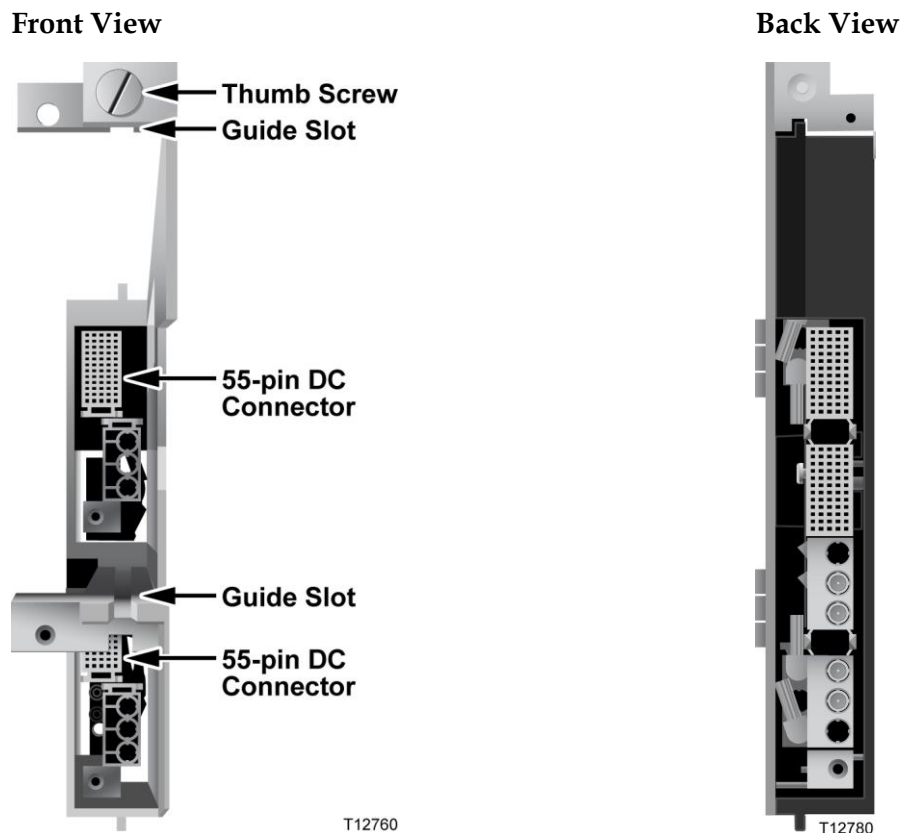 Front View
Back View
Thumb Screw
Guide Slot
55-pin DC
Connector
Guide Slot
55-pin DC
Connector
T12760
T12780